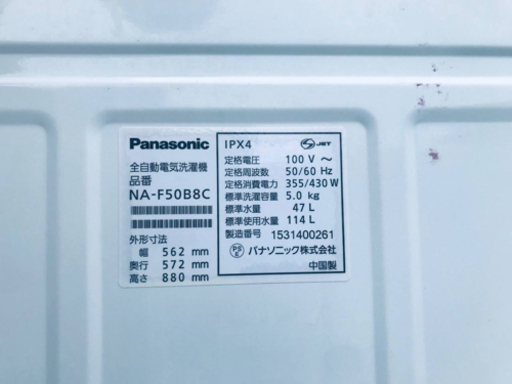 Panasonic
全自動電気洗濯機
品番
NA-F50B8C
外形寸法
幅 562 mm
奥行 572 mm
高さ 880 mm
IPX4
S JET
定格電圧 100 V ～
定格周波数 50/60 Hz
定格消費電力 355/430 W
標準洗濯容量 5.0 kg
標準水量 47 L
標準使用水量 114 L
製造番号 1531400261
PS E パナソニック株式会社
中国製